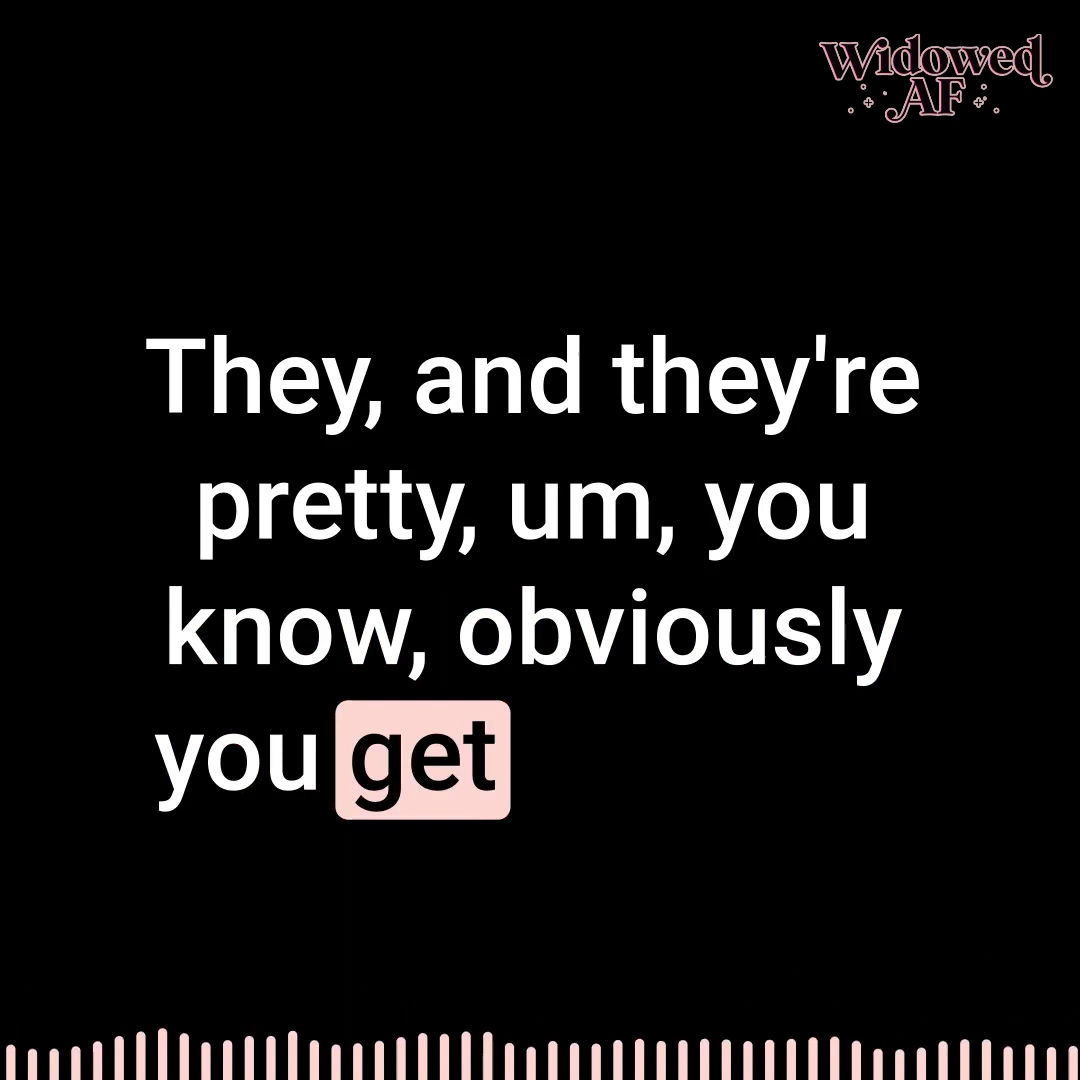 Widowed
AF
They, and they're
pretty, um, you
know, obviously
you get